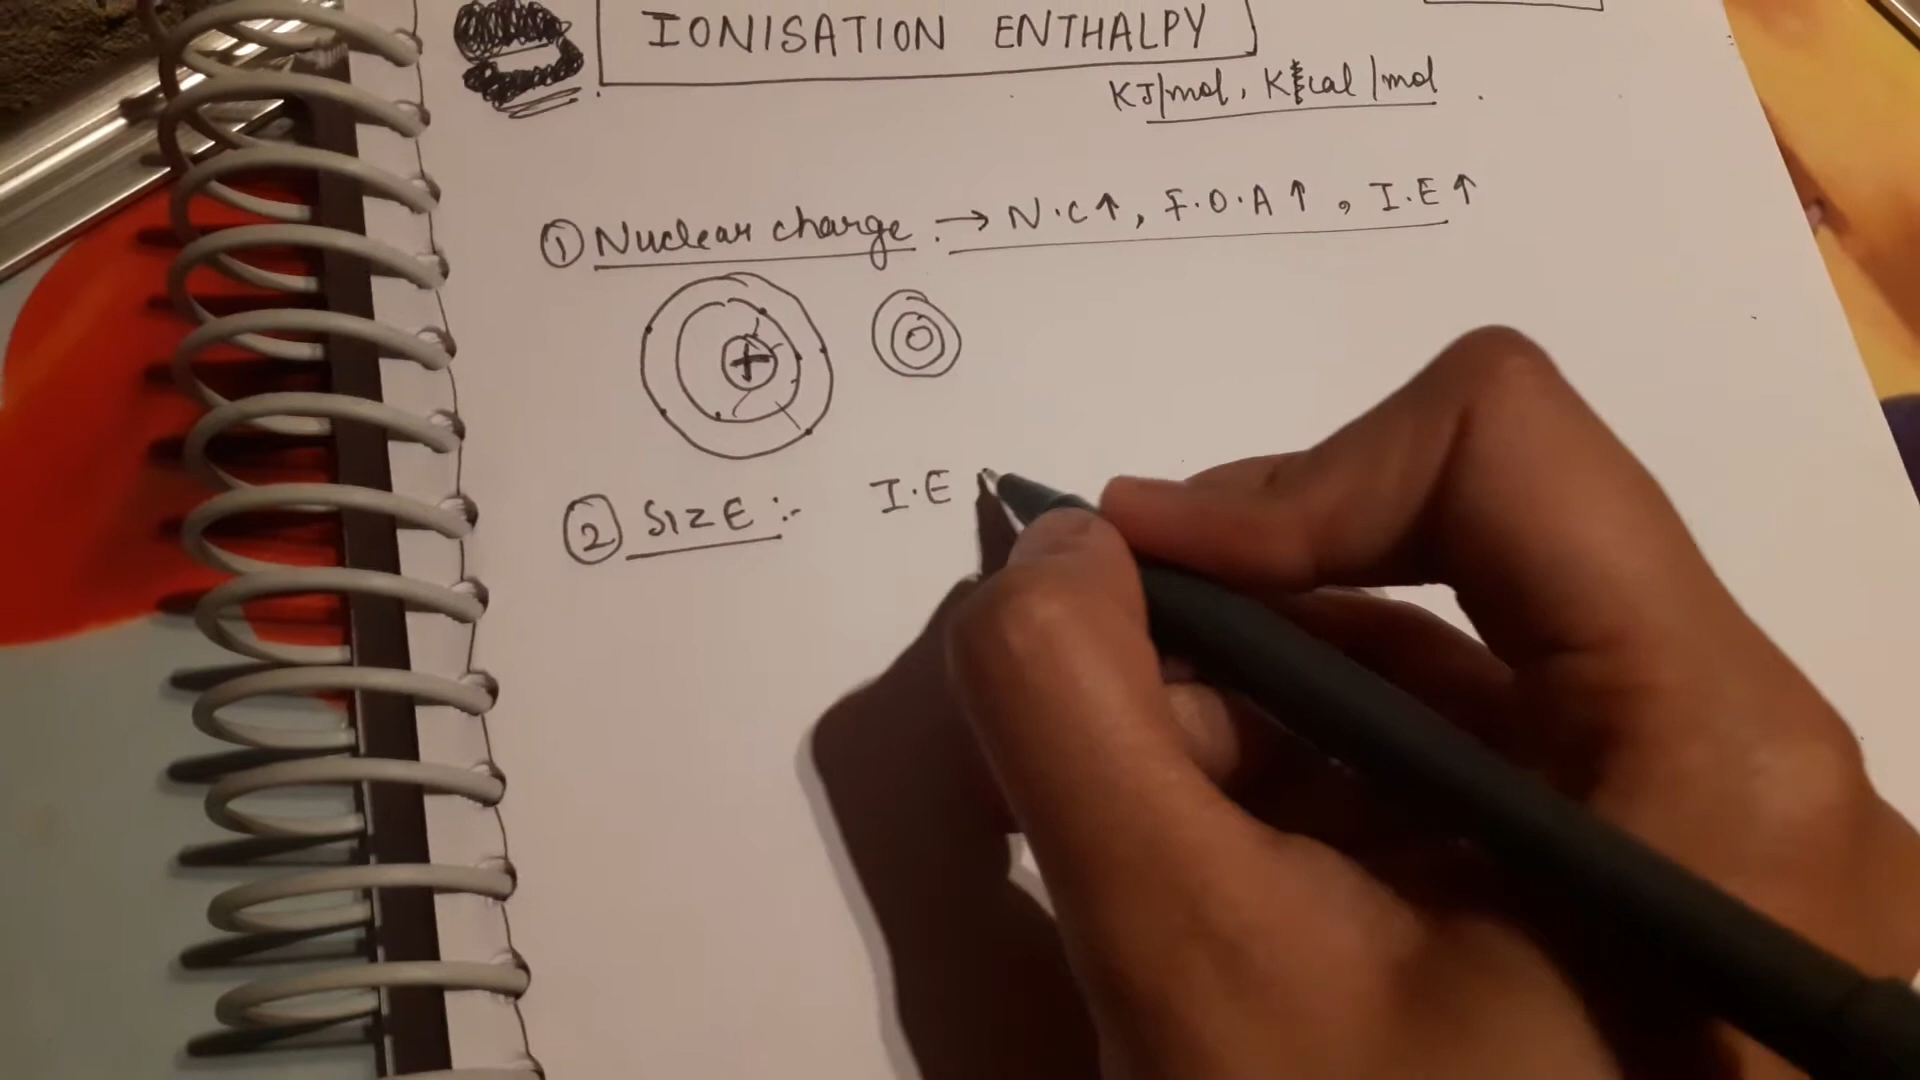 IONISATION ENTHALPY
KJ/mol, Kcal/mol
① Nuclear charge :→ N.C↑, F.O.A↑, I.E↑
+
② SIZE :- I.E